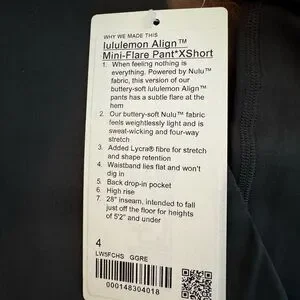 WHY WE MADE THIS
lululemon Align™
Mini-Flare Pant*XShort
1. When feeling nothing is
everything. Powered by Nulu™
fabric, this version of our
buttery-soft lululemon Align™
pants has a subtle flare at the
hem
2. Our buttery-soft Nulu™ fabric
feels weightlessly light and is
sweat-wicking and four-way
stretch
3. Added Lycra® fibre for stretch
and shape retention
4. Waistband lies flat and won't
dig in
5. Back drop-in pocket
6. High rise
7. 28" inseam, intended to fall
just off the floor for heights
of 5'2" and under
4
LW5FCHS GGRE
000148304018